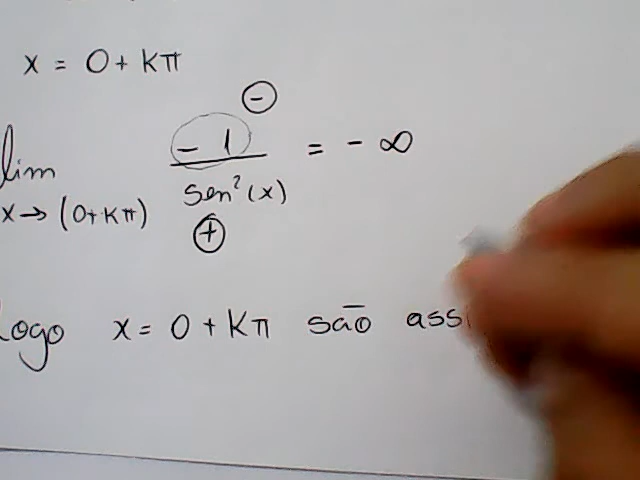 x = 0 + kπ
lim x→(0+kπ) -1/sen²(x) = -∞
⊖
⊕
Logo x = 0 + kπ são